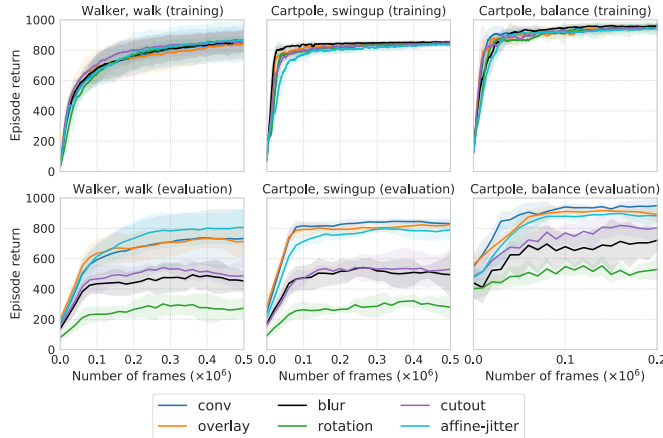 Walker, walk (training)
Cartpole, swingup (training)
Cartpole, balance (training)
1000
800
600
400
200
0
Episode return
Walker, walk (evaluation)
Cartpole, swingup (evaluation)
Cartpole, balance (evaluation)
1000
800
600
400
200
0
Episode return
0.0 0.1 0.2 0.3 0.4 0.5
0.0 0.1 0.2 0.3 0.4 0.5
0.0 0.1 0.2
Number of frames (×10⁶)
Number of frames (×10⁶)
Number of frames (×10⁶)
conv blur cutout
overlay rotation affine-jitter